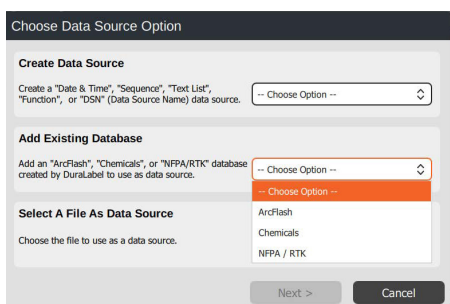 Choose Data Source Option
Create Data Source
Create a "Date & Time", "Sequence", "Text List",
"Function", or "DSN" (Data Source Name) data source.
-- Choose Option --
Add Existing Database
Add an "ArcFlash", "Chemicals", or "NFPA/RTK" database
created by DuraLabel to use as data source.
-- Choose Option --
-- Choose Option --
ArcFlash
Chemicals
NFPA / RTK
Select A File As Data Source
Choose the file to use as a data source.
Next >
Cancel